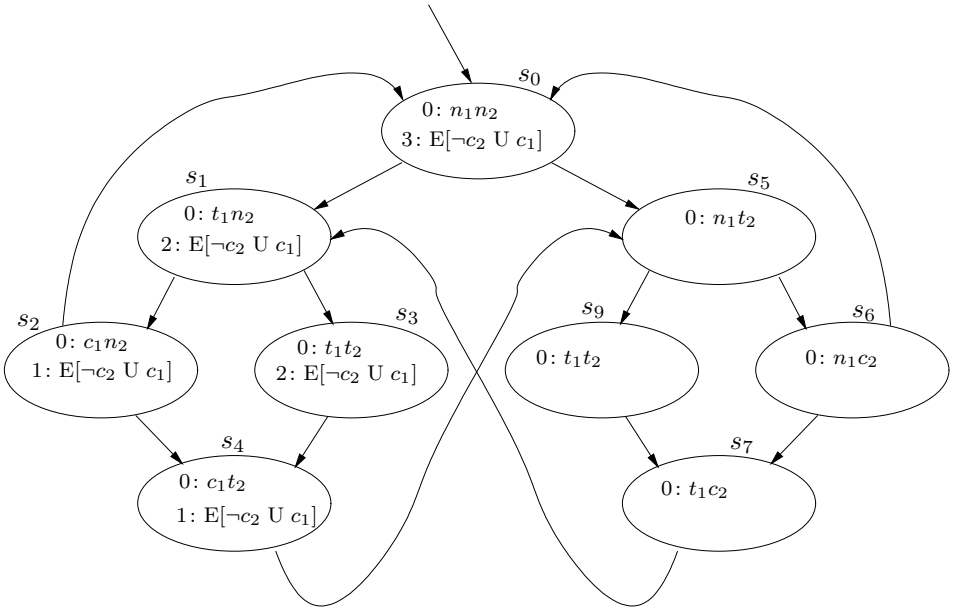 s₀
0: n₁n₂
3: E[¬c₂ U c₁]
s₁
0: t₁n₂
2: E[¬c₂ U c₁]
s₅
0: n₁t₂
s₂
0: c₁n₂
1: E[¬c₂ U c₁]
s₃
0: t₁t₂
2: E[¬c₂ U c₁]
s₉
0: t₁t₂
s₆
0: n₁c₂
s₄
0: c₁t₂
1: E[¬c₂ U c₁]
s₇
0: t₁c₂